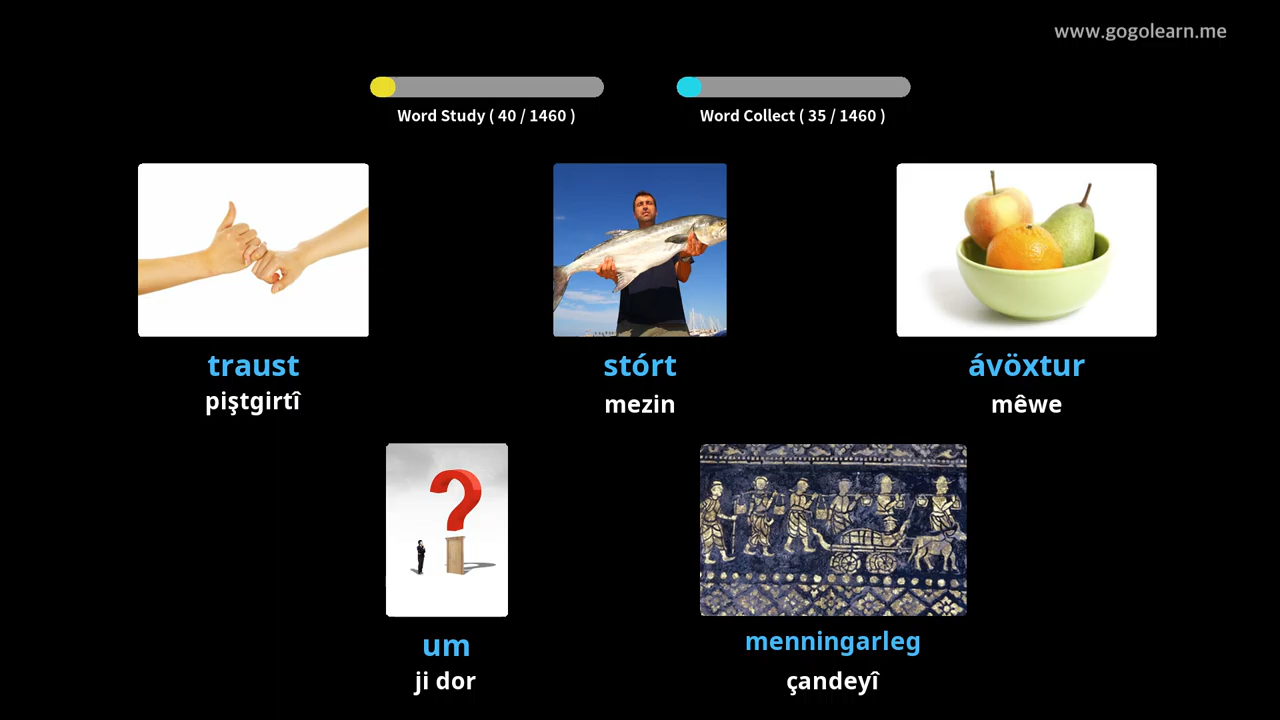 www.gogolearn.me
Word Study ( 40 / 1460 )
Word Collect ( 35 / 1460 )
traust
piştgirtî
stórt
mezin
ávöxtur
mêwe
um
ji dor
menningarleg
çandeyî